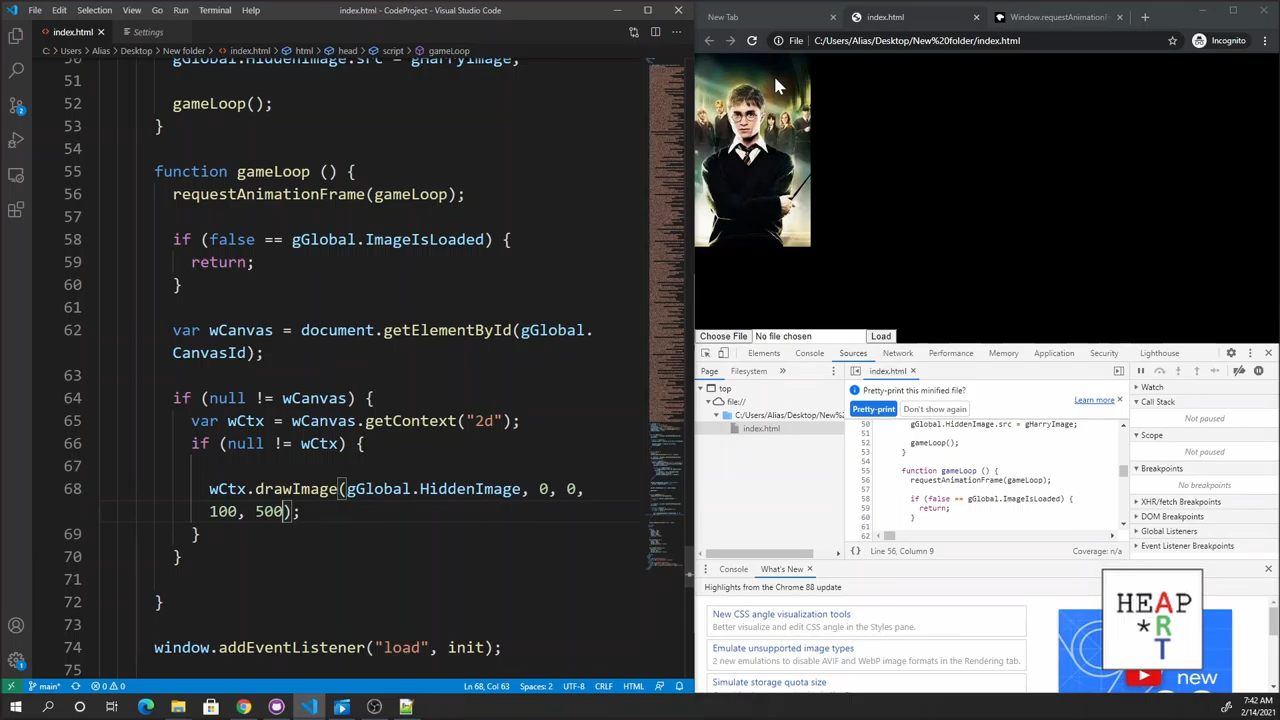 File Edit Selection View Go Run Terminal Help index.html - CodeProject - Visual Studio Code
index.html Settings
C: Users Alias Desktop New folder index.html html head script gameLoop
50 gGlobal.HiddenImage.src = gHarryImage;
51
52 gameLoop();
53 }
54
55 function gameLoop () {
56 requestAnimationFrame(gameLoop);
57
58 if (false == gGlobal.ImageisLoaded) {
59 return;
60 }
61
62 var wCanvas = document.getElementById(gGlobal.
CanvasId);
63
64 if (null != wCanvas) {
65 var wCtx = wCanvas.getContext("2d");
66 if (null != wCtx) {
67
68 drawImage(gGlobal.HiddenImage, 0, 0,
100, 500);
69
70 }
71
72 }
73
74 window.addEventListener("load", init);
75
main* 0 0 Ln 68, Col 63 Spaces: 2 UTF-8 CRLF HTML
New Tab index.html Window.requestAnimationF
File C:/Users/Alias/Desktop/New%20folder/index.html Incognito
Choose File No file chosen Load
Elements Console Sources Network Performance Memory Application Security Lighthouse
Page Filesystem index.html
top
file://
C:/Users/Alias/Desktop/New
index.html
Pretty-print this minified file? Learn more
Pretty-print Don't show again
50 gGlobal.HiddenImage.src = gHarryImage;
51
52 gameLoop();
53 }
54
55 function gameLoop () {
56 requestAnimationFrame(gameLoop);
57
58 if (false == gGlobal.ImageIsLoaded) {
59 return;
60 }
61
62
{} Line 56, Column 9 Coverage: n/a
Watch
Call Stack
Not paused
Scope
Not paused
Breakpoints
No breakpoints
XHR/fetch Breakpoints
DOM Breakpoints
Global Listeners
Event Listener Breakpoints
Console What's New
Highlights from the Chrome 88 update
New CSS angle visualization tools
Better visualize and edit CSS angle in the Styles pane.
Emulate unsupported image types
2 new emulations to disable AVIF and WebP image formats in the Rendering tab.
Simulate storage quota size
HEAP
*R
T
new
7:42 AM
2/14/2021